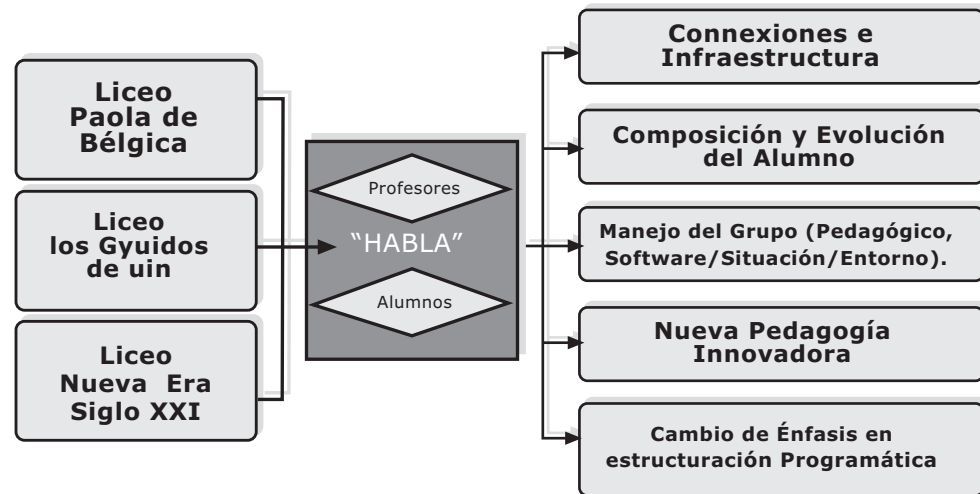 Liceo
Paola de
Bélgica
Liceo
los Gyuidos
de uin
Liceo
Nueva Era
Siglo XXI
Profesores
“HABLA”
Alumnos
Connexiones e
Infraestructura
Composición y Evolución
del Alumno
Manejo del Grupo (Pedagógico,
Software/Situación/Entorno).
Nueva Pedagogía
Innovadora
Cambio de Énfasis en
estructuración Programática